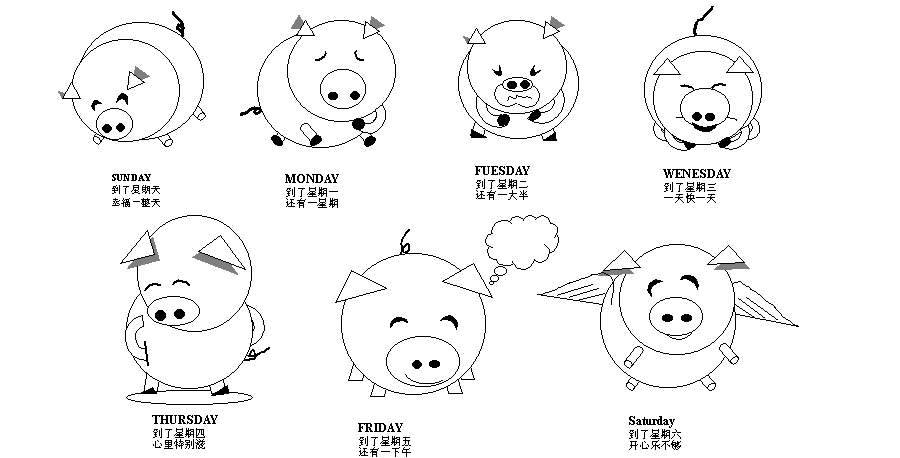 SUNDAY
到了星期天
幸福一整天
MONDAY
到了星期一
还有一星期
FUESDAY
到了星期二
还有一大半
WENESDAY
到了星期三
一天快一天
THURSDAY
到了星期四
心里特别滋
FRIDAY
到了星期五
还有一下午
Saturday
到了星期六
开心乐不够